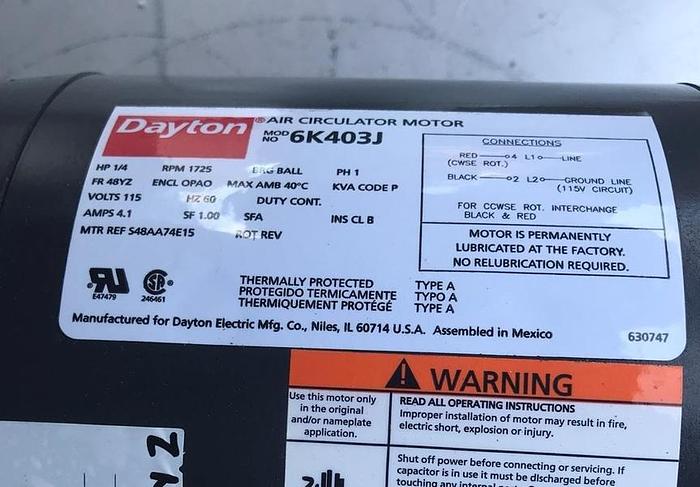 Dayton® AIR CIRCULATOR MOTOR
MOD NO 6K403J
HP 1/4 RPM 1725 BRG BALL PH 1
FR 48YZ ENCL OPAO MAX AMB 40°C KVA CODE P
VOLTS 115 HZ 60 DUTY CONT.
AMPS 4.1 SF 1.00 SFA INS CL B
MTR REF S48AA74E15 ROT REV
CONNECTIONS
RED 4 L1 LINE
(CWSE ROT.)
BLACK 2 L2 GROUND LINE
(115V CIRCUIT)
FOR CCWSE ROT. INTERCHANGE
BLACK & RED
MOTOR IS PERMANENTLY
LUBRICATED AT THE FACTORY.
NO RELUBRICATION REQUIRED.
E47479
SA 246461
THERMALLY PROTECTED TYPE A
PROTEGIDO TERMICAMENTE TYPO A
THERMIQUEMENT PROTÉGÉ TYPE A
Manufactured for Dayton Electric Mfg. Co., Niles, IL 60714 U.S.A. Assembled in Mexico 630747
WARNING
Use this motor only
in the original
and/or nameplate
application.
READ ALL OPERATING INSTRUCTIONS
Improper installation of motor may result in fire,
electric short, explosion or injury.
Shut off power before connecting or servicing. If
capacitor is in use it must be discharged before
touching any internal